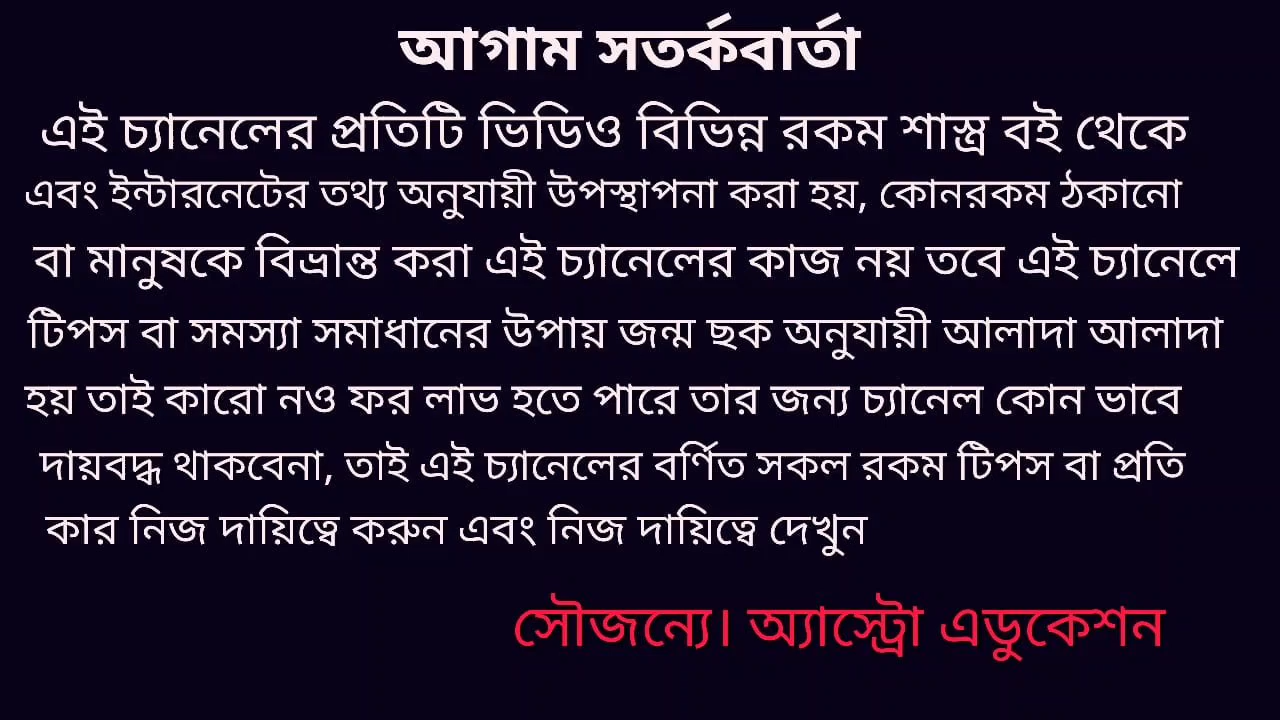 আগাম সতর্কবার্তা
এই চ্যানেলের প্রতিটি ভিডিও বিভিন্ন রকম শাস্ত্র বই থেকে
এবং ইন্টারনেটের তথ্য অনুযায়ী উপস্থাপনা করা হয়, কোনরকম ঠকানো
বা মানুষকে বিভ্রান্ত করা এই চ্যানেলের কাজ নয় তবে এই চ্যানেলে
টিপস বা সমস্যা সমাধানের উপায় জন্ম ছক অনুযায়ী আলাদা আলাদা
হয় তাই কারো নও ফর লাভ হতে পারে তার জন্য চ্যানেল কোন ভাবে
দায়বদ্ধ থাকবেনা, তাই এই চ্যানেলের বর্ণিত সকল রকম টিপস বা প্রতি
কার নিজ দায়িত্বে করুন এবং নিজ দায়িত্বে দেখুন
সৌজন্যে। অ্যাস্ট্রো এডুকেশন